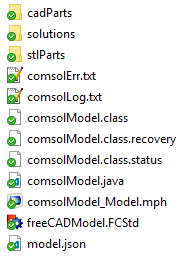 cadParts
solutions
stlParts
comsolErr.txt
comsolLog.txt
comsolModel.class
comsolModel.class.recovery
comsolModel.class.status
comsolModel.java
comsolModel_Model.mph
freeCADModel.FCStd
model.json